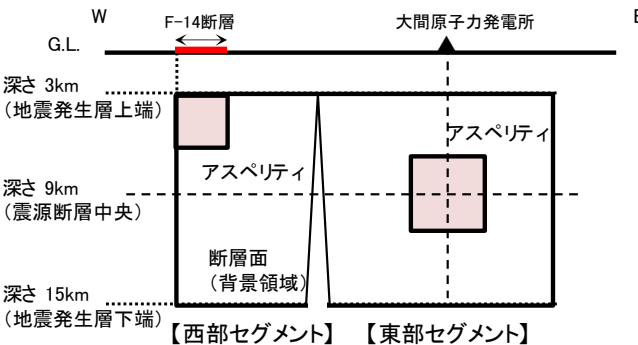 W
F-14断層
大間原子力発電所
E
G.L.
深さ 3km
(地震発生層上端)
アスペリティ
アスペリティ
深さ 9km
(震源断層中央)
断層面
(背景領域)
深さ 15km
(地震発生層下端)
【西部セグメント】
【東部セグメント】